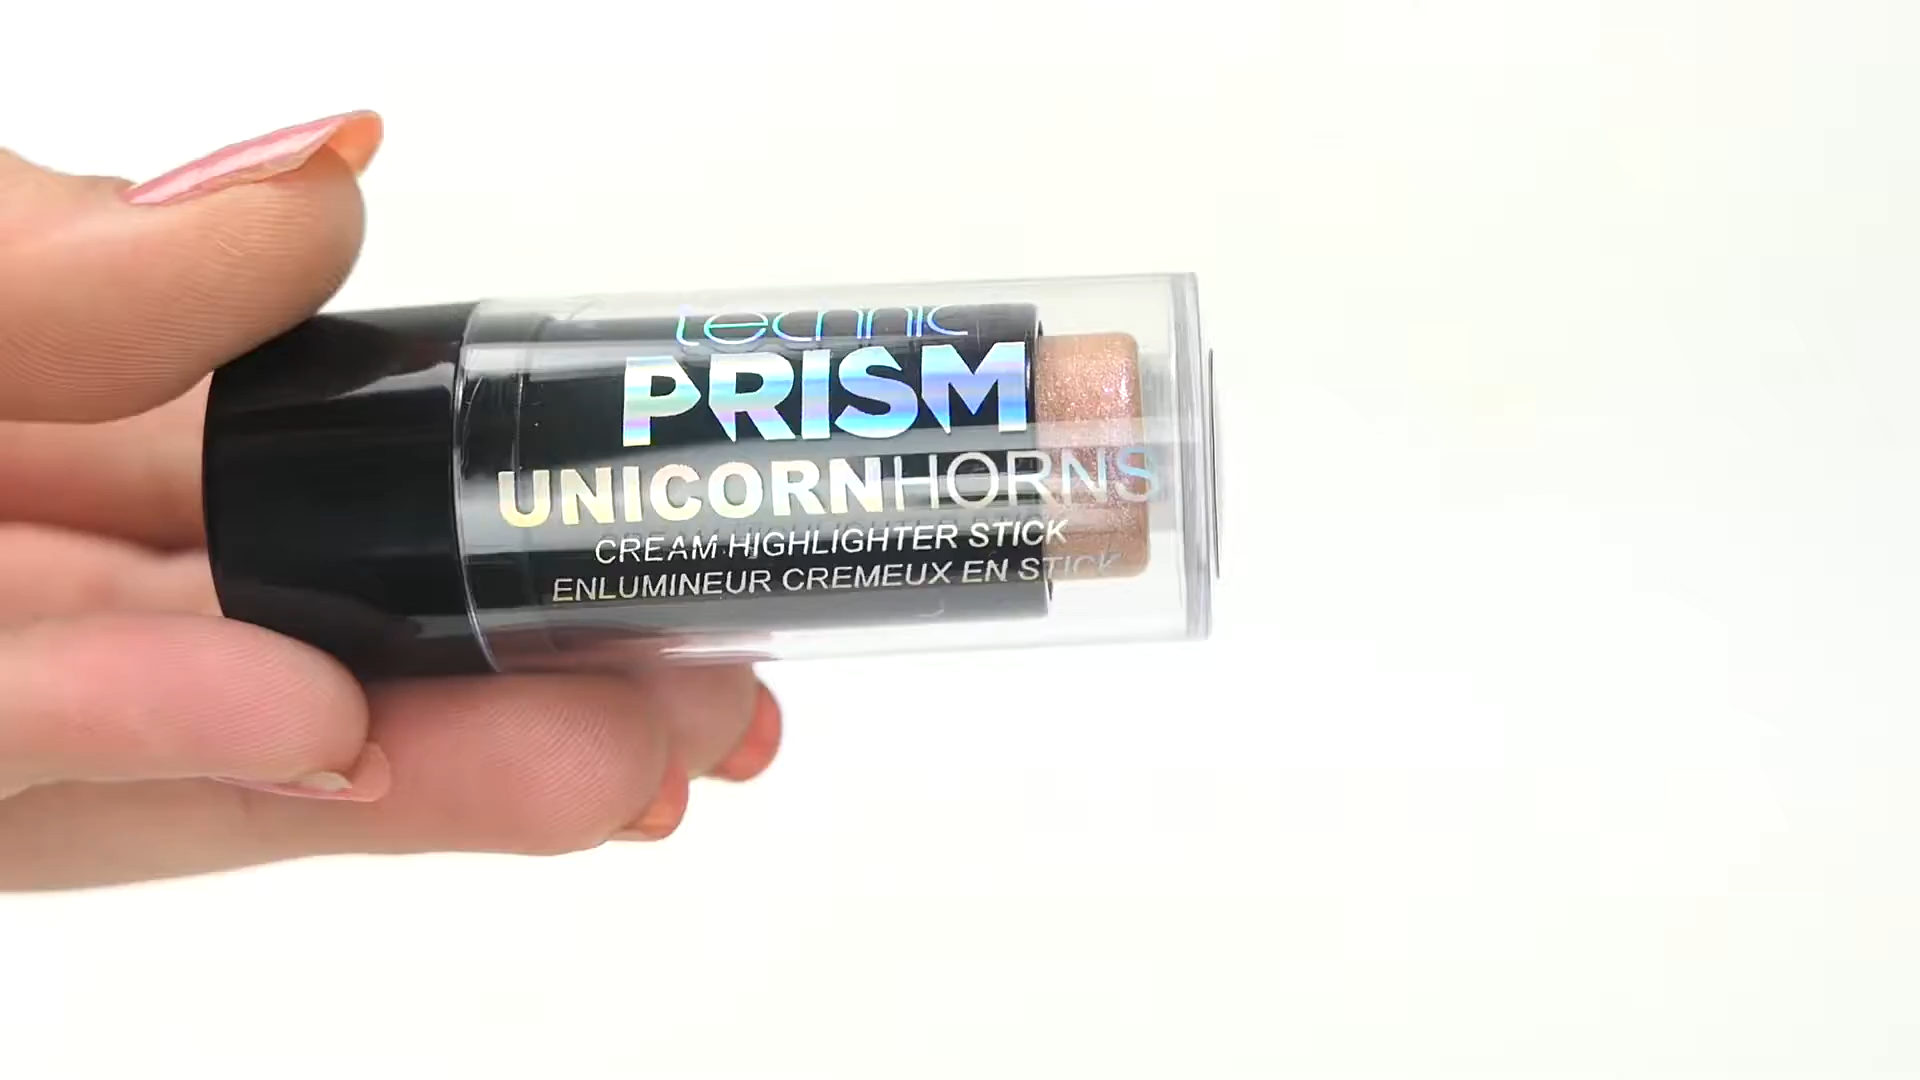 technic
PRISM
UNICORNHORNS
CREAM HIGHLIGHTER STICK
ENLUMINEUR CREMEUX EN STICK